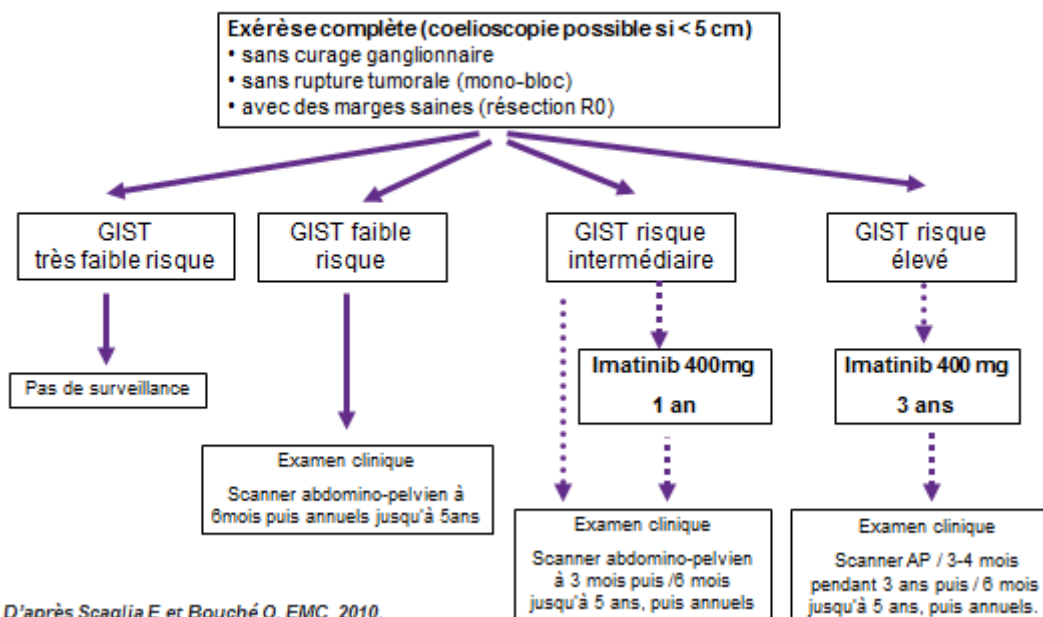 Exérèse complète (coelioscopie possible si < 5 cm)
• sans curage ganglionnaire
• sans rupture tumorale (mono-bloc)
• avec des marges saines (résection R0)
GIST
très faible risque
GIST faible
risque
GIST risque
intermédiaire
GIST risque
élevé
Pas de surveillance
Imatinib 400mg
1 an
Imatinib 400 mg
3 ans
Examen clinique
Scanner abdomino-pelvien à
6mois puis annuels jusqu'à 5ans
Examen clinique
Scanner abdomino-pelvien
à 3 mois puis /6 mois
jusqu'à 5 ans, puis annuels
Examen clinique
Scanner AP / 3-4 mois
pendant 3 ans puis / 6 mois
jusqu'à 5 ans, puis annuels.
D'après Scaglia E et Bouché O, EMC, 2010.